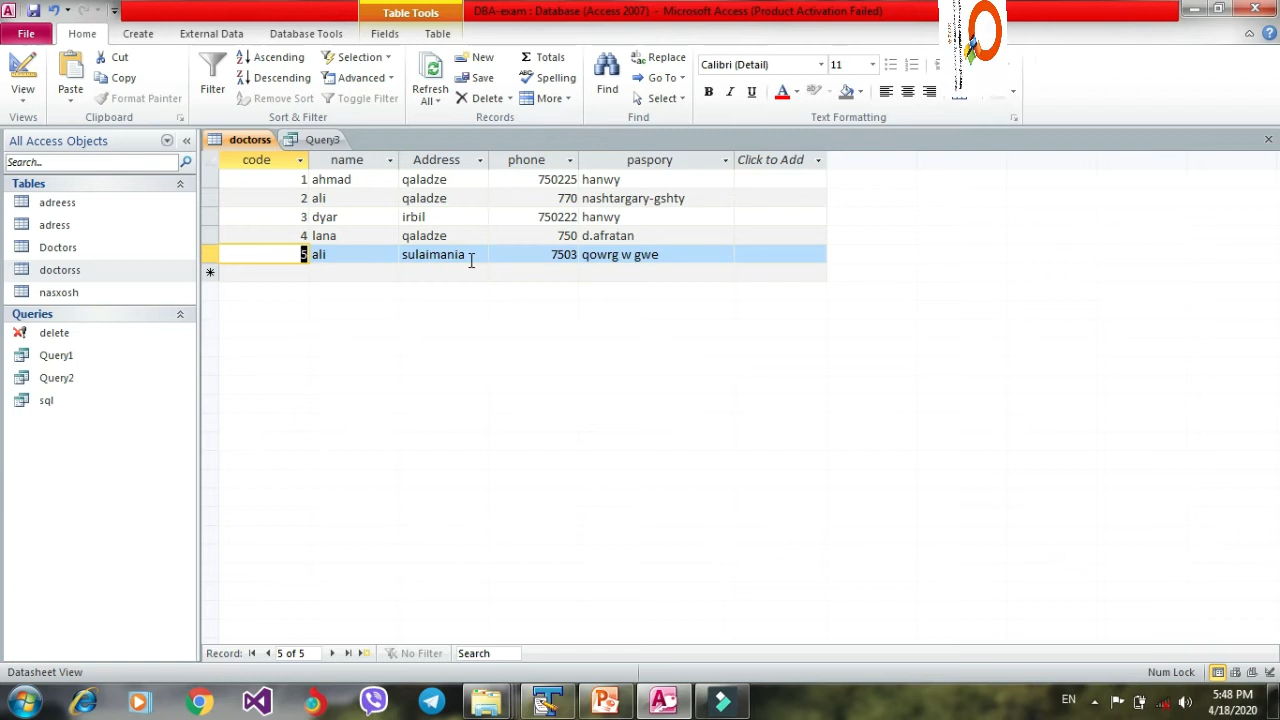 Table Tools
DBA-exam : Database (Access 2007) - Microsoft Access (Product Activation Failed)
File Home Create External Data Database Tools Fields Table
View
Views
Paste
Cut
Copy
Format Painter
Clipboard
Filter
Ascending
Descending
Remove Sort
Selection
Advanced
Toggle Filter
Sort & Filter
Refresh
All
New
Save
Delete
Totals
Spelling
More
Records
Find
Replace
Go To
Select
Find
Calibri (Detail) 11
B I U A
Text Formatting
All Access Objects
Search...
Tables
adreess
adress
Doctors
doctorss
nasxosh
Queries
delete
Query1
Query2
sql
doctorss Query3
code name Address phone paspory Click to Add
1 ahmad qaladze 750225 hanwy
2 ali qaladze 770 nashtargary-gshty
3 dyar irbil 750222 hanwy
4 lana qaladze 750 d.afratan
5 ali sulaimania 7503 qowrg w gwe
Record: 5 of 5 No Filter Search
Datasheet View
Num Lock
EN
5:48 PM
4/18/2020